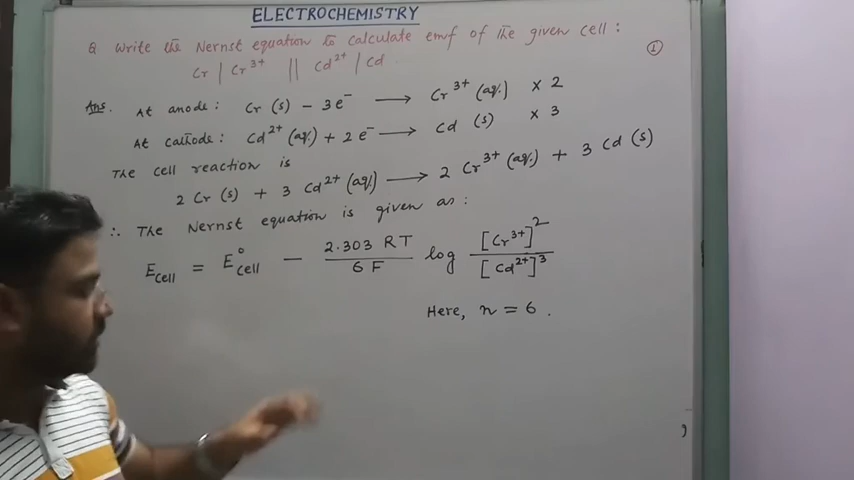 ELECTROCHEMISTRY
Q Write the Nernst equation to calculate emf of the given cell :
Cr | Cr³⁺ || Cd²⁺ | Cd
①
Ans. At anode : Cr (s) – 3e⁻ ⟶ Cr³⁺ (aq.) × 2
At cathode : Cd²⁺ (aq.) + 2e⁻ ⟶ Cd (s) × 3
The cell reaction is
2 Cr (s) + 3 Cd²⁺ (aq) ⟶ 2 Cr³⁺ (aq) + 3 Cd (s)
∴ The Nernst equation is given as :
E cell = E° cell – 2.303 RT / 6 F log [Cr³⁺]² / [Cd²⁺]³
Here, n = 6 .